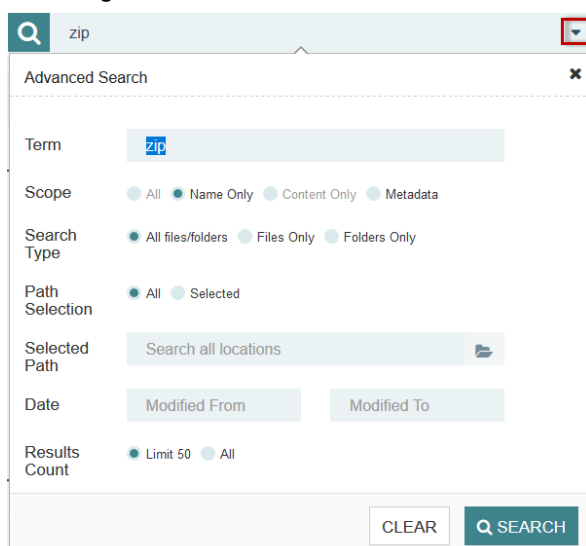 zip
Advanced Search
Term zip
Scope All Name Only Content Only Metadata
Search Type All files/folders Files Only Folders Only
Path Selection All Selected
Selected Path Search all locations
Date Modified From Modified To
Results Count Limit 50 All
CLEAR SEARCH